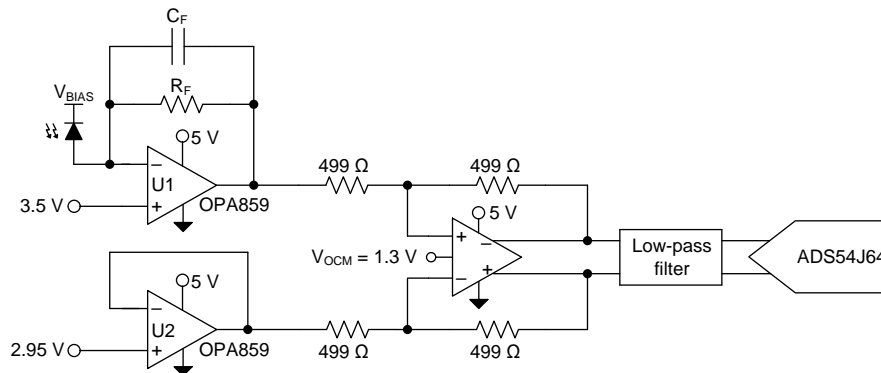 CF
RF
VBIAS
5 V
U1
OPA859
3.5 V
499 Ω
499 Ω
5 V
VOCM = 1.3 V
Low-pass
filter
ADS54J64
5 V
U2
OPA859
2.95 V
499 Ω
499 Ω